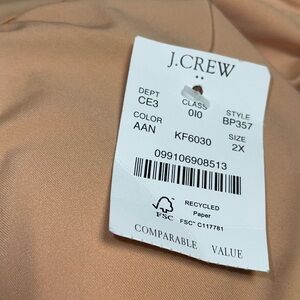 J.CREW
DEPT CLASS STYLE
CE3 010 BP357
COLOR SIZE
AAN KF6030 2X
099106908513
RECYCLED
Paper
FSC FSC® C117781
COMPARABLE VALUE